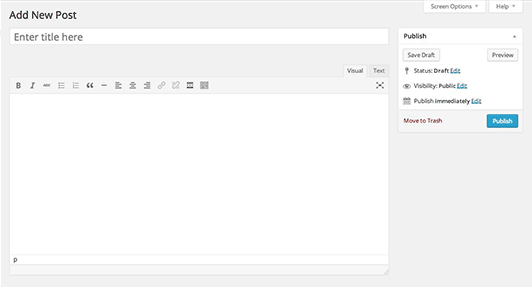 Screen Options ▼ Help ▼
Add New Post
Enter title here
Visual Text
B I ABC
p
Publish
Save Draft Preview
Status: Draft Edit
Visibility: Public Edit
Publish immediately Edit
Move to Trash Publish